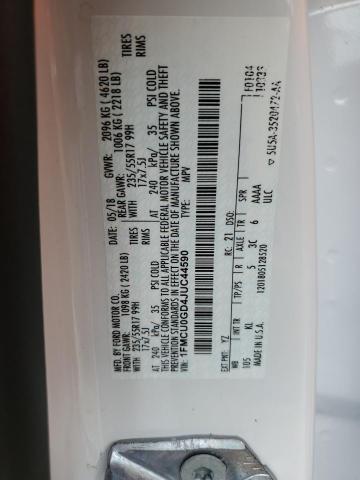 MFD. BY FORD MOTOR CO.
DATE: 05/18 GVWR: 2096 KG ( 4620 LB)
FRONT GAWR: 1098 KG ( 2420 LB) REAR GAWR: 1006 KG ( 2218 LB)
235/55R17 99H TIRES 235/55R17 99H TIRES
17x7.5J RIMS 17x7.5J RIMS
AT 240 kPa/ 35 PSI COLD AT 240 kPa/ 35 PSI COLD
THIS VEHICLE CONFORMS TO ALL APPLICABLE FEDERAL MOTOR VEHICLE SAFETY AND THEFT
PREVENTION STANDARDS IN EFFECT ON THE DATE OF MANUFACTURE SHOWN ABOVE.
VIN: 1FMCU0GD4JUC44590
TYPE: MPV
EXT PNT: YZ RC: 21 DSO:
WB INT TR TP/PS R AXLE TR SPR
105 KL 5 3C 6 AAAA
ULC
MADE IN U.S.A.